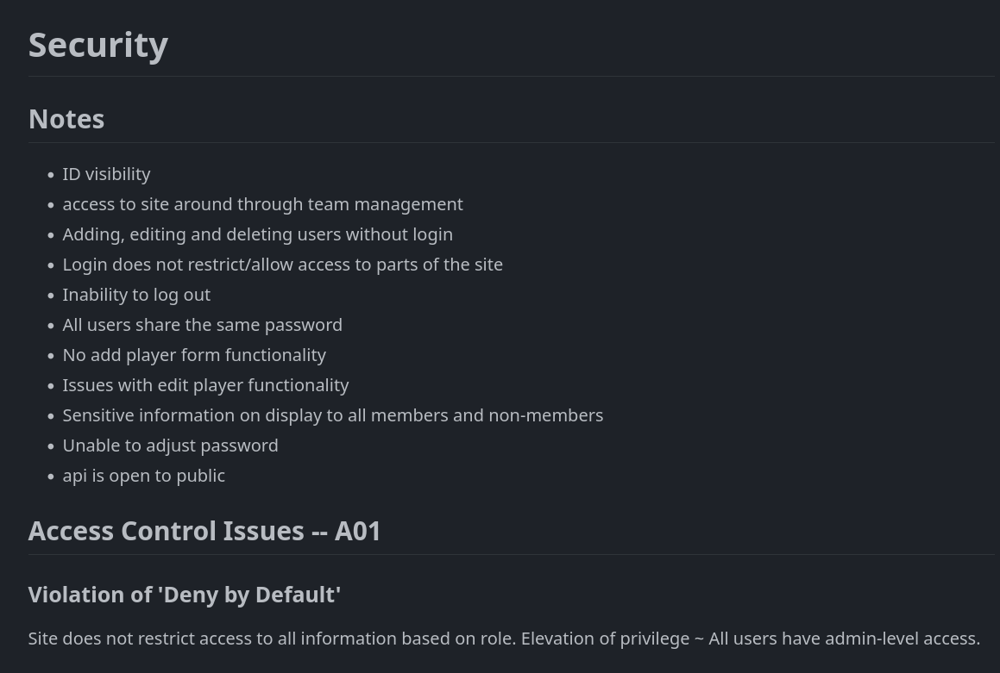 Security
Notes
• ID visibility
• access to site around through team management
• Adding, editing and deleting users without login
• Login does not restrict/allow access to parts of the site
• Inability to log out
• All users share the same password
• No add player form functionality
• Issues with edit player functionality
• Sensitive information on display to all members and non-members
• Unable to adjust password
• api is open to public
Access Control Issues -- A01
Violation of 'Deny by Default'
Site does not restrict access to all information based on role. Elevation of privilege ~ All users have admin-level access.